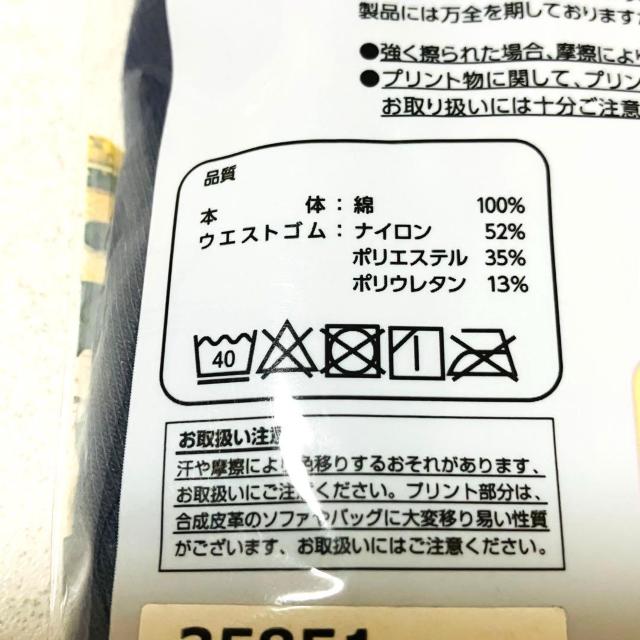 製品には万全を期しております
●強く擦られた場合、摩擦によ
●プリント物に関して、プリン
お取り扱いには十分ご注意
品質
本体：綿 100%
ウエストゴム：ナイロン 52%
ポリエステル 35%
ポリウレタン 13%
40
お取扱い注意
汗や摩擦により色移りするおそれがあります、
お取扱いにご注意ください。プリント部分は、
合成皮革のソファやバッグに大変移り易い性質
がございます、お取扱いにはご注意ください。